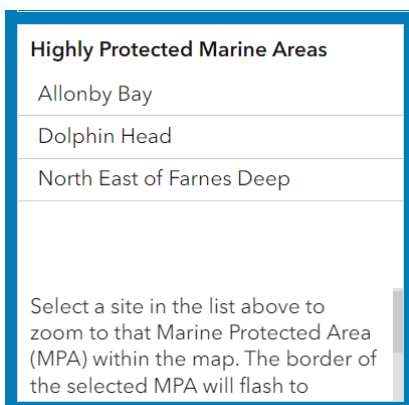 Highly Protected Marine Areas
Allonby Bay
Dolphin Head
North East of Farnes Deep
Select a site in the list above to
zoom to that Marine Protected Area
(MPA) within the map. The border of
the selected MPA will flash to